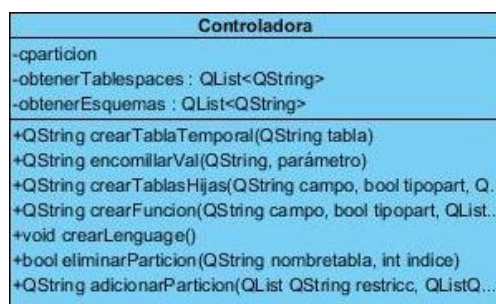 Controladora
-cparticion
-obtenerTablespaces : QList<QString>
-obtenerEsquemas : QList<QString>
+QString crearTablaTemporal(QString tabla)
+QString encomillarVal(QString, parámetro)
+QString crearTablasHijas(QString campo, bool tipopart, Q...
+QString crearFuncion(QString campo, bool tipopart, QList...
+void crearLenguage()
+bool eliminarParticion(QString nombretabla, int indice)
+QString adicionarParticion(QList QString restricc, QListQ...